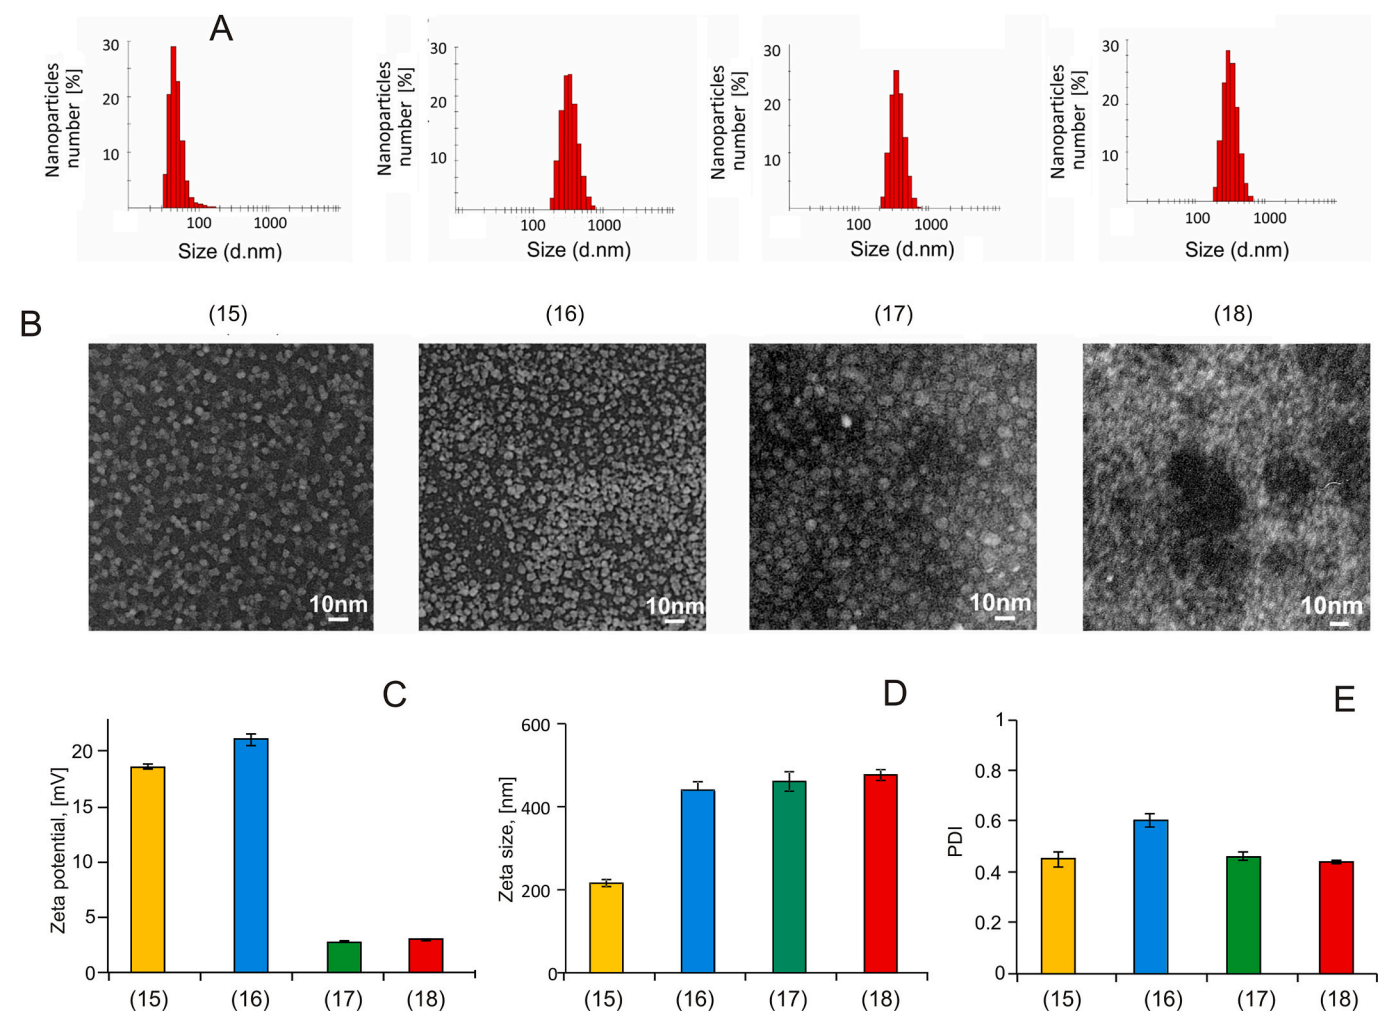 A
30
20
10
Nanoparticles
number [%]
100 1000
Size (d.nm)
30
20
10
Nanoparticles
number [%]
100 1000
Size (d.nm)
30
20
10
Nanoparticles
number [%]
100 1000
Size (d.nm)
30
20
10
Nanoparticles
number [%]
100 1000
Size (d.nm)
B
(15) (16) (17) (18)
10nm 10nm 10nm 10nm
C
Zeta potential, [mV]
20
15
10
5
0
(15) (16) (17) (18)
D
Zeta size, [nm]
600
400
200
0
(15) (16) (17) (18)
E
PDI
1
0.8
0.6
0.4
0.2
0
(15) (16) (17) (18)